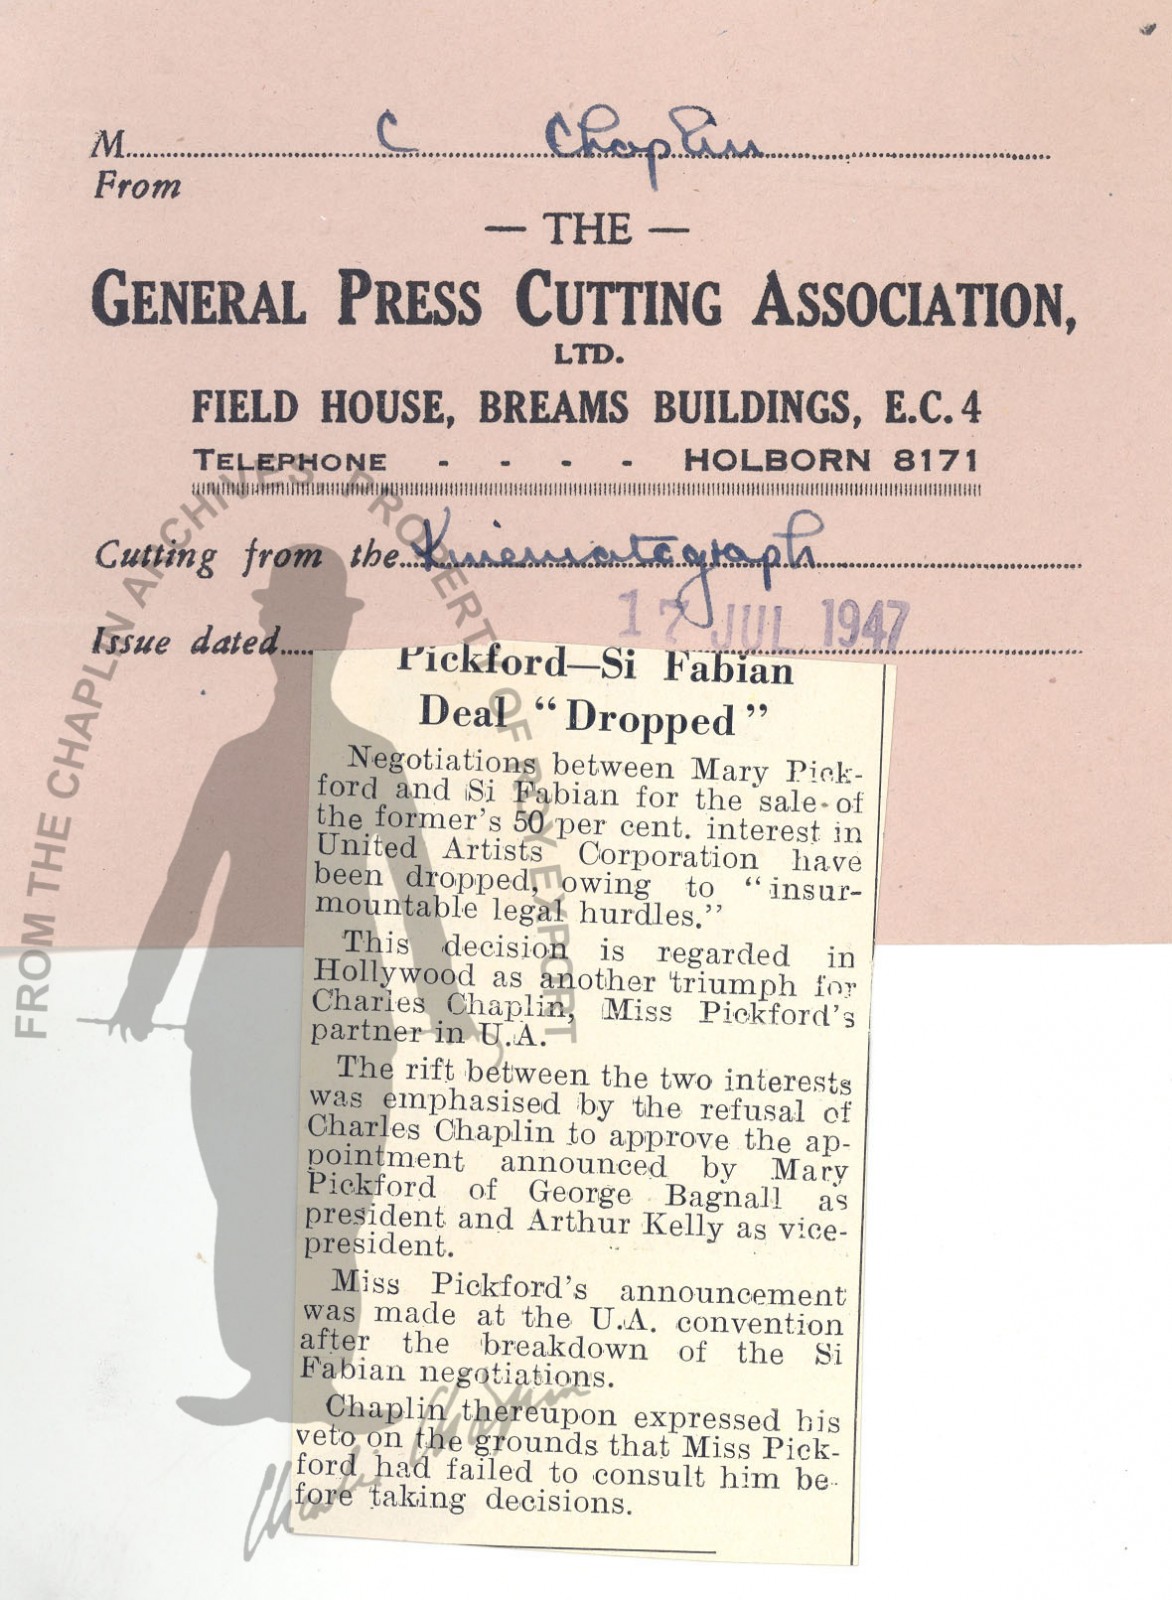 M C Chaplin
From
— THE —
GENERAL PRESS CUTTING ASSOCIATION,
LTD.
FIELD HOUSE, BREAMS BUILDINGS, E.C.4
TELEPHONE - - - - HOLBORN 8171
Cutting from the Kinematograph
Issue dated 17 JUL 1947
Pickford—Si Fabian
Deal "Dropped"
Negotiations between Mary Pick-
ford and Si Fabian for the sale of
the former's 50 per cent. interest in
United Artists Corporation have
been dropped, owing to "insur-
mountable legal hurdles."
This decision is regarded in
Hollywood as another triumph for
Charles Chaplin, Miss Pickford's
partner in U.A.
The rift between the two interests
was emphasised by the refusal of
Charles Chaplin to approve the ap-
pointment announced by Mary
Pickford of George Bagnall as
president and Arthur Kelly as vice-
president.
Miss Pickford's announcement
was made at the U.A. convention
after the breakdown of the Si
Fabian negotiations.
Chaplin thereupon expressed his
veto on the grounds that Miss Pick-
ford had failed to consult him be-
fore taking decisions.
FROM THE CHAPLIN ARCHIVES PROPERTY OF ROY EXPORT
Charlie Chaplin